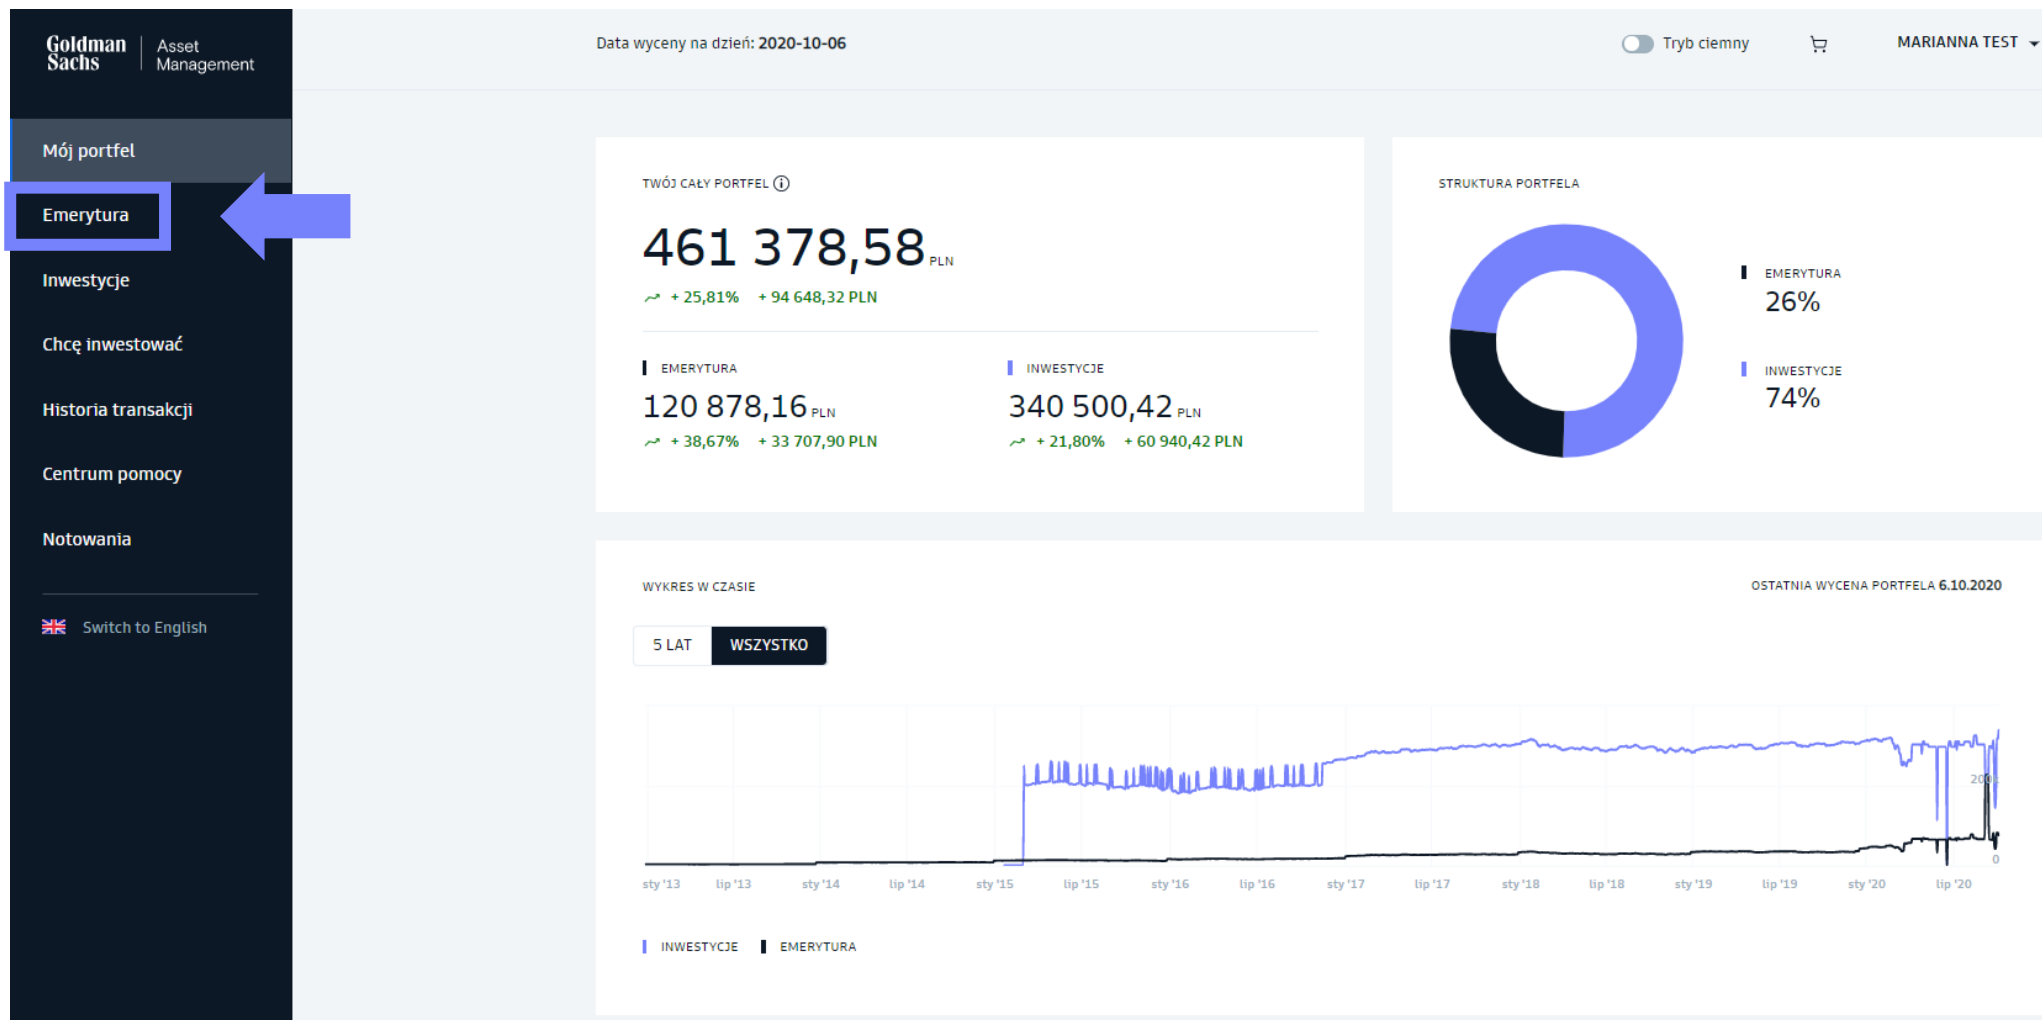 Goldman
Sachs
Asset
Management
Data wyceny na dzień: 2020-10-06
Tryb ciemny
MARIANNA TEST
Mój portfel
Emerytura
Inwestycje
Chcę inwestować
Historia transakcji
Centrum pomocy
Notowania
Switch to English
TWÓJ CAŁY PORTFEL
461 378,58 PLN
+ 25,81% + 94 648,32 PLN
EMERYTURA
120 878,16 PLN
+ 38,67% + 33 707,90 PLN
INWESTYCJE
340 500,42 PLN
+ 21,80% + 60 940,42 PLN
STRUKTURA PORTFELA
EMERYTURA
26%
INWESTYCJE
74%
WYKRES W CZASIE
OSTATNIA WYCENA PORTFELA 6.10.2020
5 LAT WSZYSTKO
0
sty '13 lip '13 sty '14 lip '14 sty '15 lip '15 sty '16 lip '16 sty '17 lip '17 sty '18 lip '18 sty '19 lip '19 sty '20 lip '20
INWESTYCJE EMERYTURA